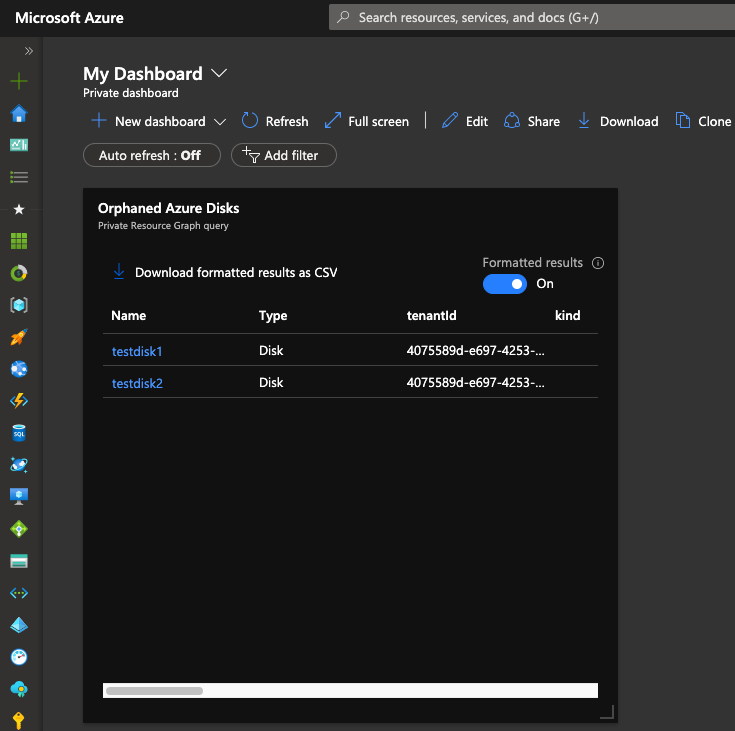 Microsoft Azure
Search resources, services, and docs (G+/)
My Dashboard
Private dashboard
New dashboard Refresh Full screen Edit Share Download Clone
Auto refresh : Off Add filter
Orphaned Azure Disks
Private Resource Graph query
Formatted results
Download formatted results as CSV
On
Name Type tenantId kind
testdisk1 Disk 4075589d-e697-4253-...
testdisk2 Disk 4075589d-e697-4253-...
SQL